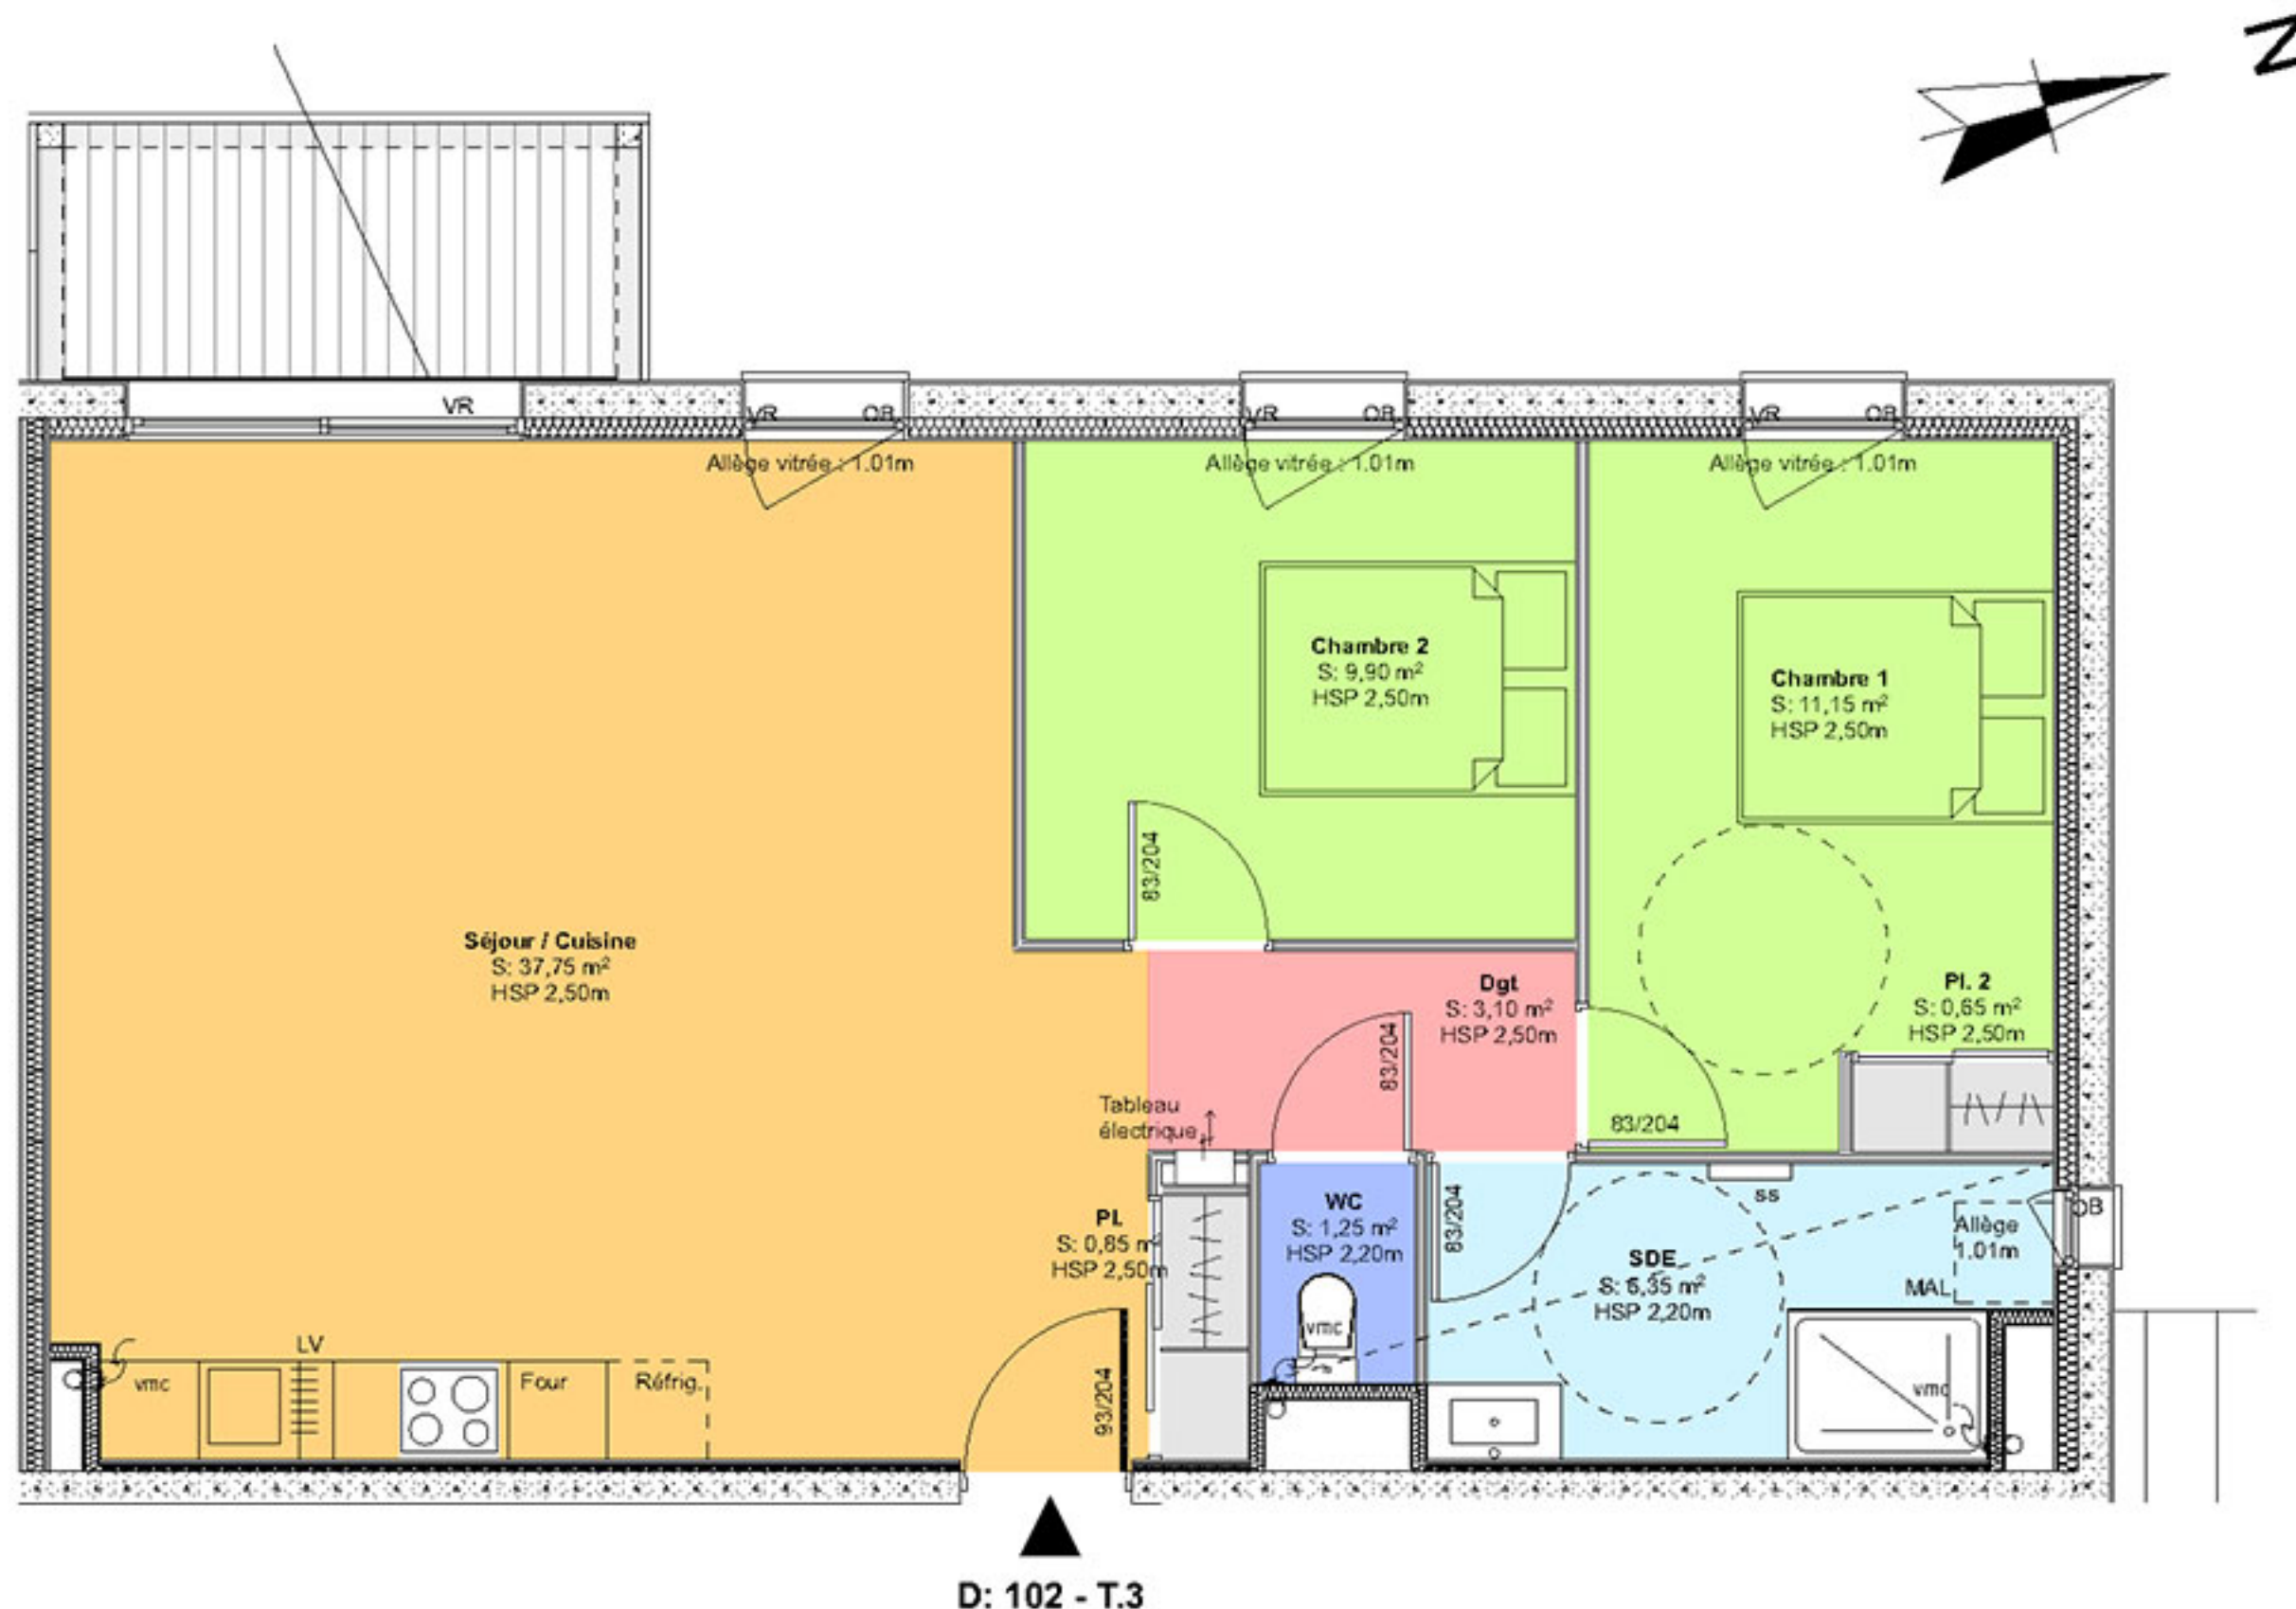 N
VR
VR
OB
VR
OB
VR
OB
Allège vitrée : 1.01m
Allège vitrée : 1.01m
Allège vitrée : 1.01m
Chambre 2
S: 9,90 m²
HSP 2,50m
Chambre 1
S: 11,15 m²
HSP 2,50m
83/204
Séjour / Cuisine
S: 37,75 m²
HSP 2,50m
Dgt
S: 3,10 m²
HSP 2,50m
Pl. 2
S: 0,65 m²
HSP 2,50m
83/204
83/204
Tableau
électrique
Pl.
S: 0,85 m
HSP 2,50m
WC
S: 1,25 m²
HSP 2,20m
vmc
83/204
ss
SDE
HSP 2,20m
Allège
1.01m
OB
MAL
LV
vmc
Four
Réfrig.
93/204
vmc
D: 102 - T.3